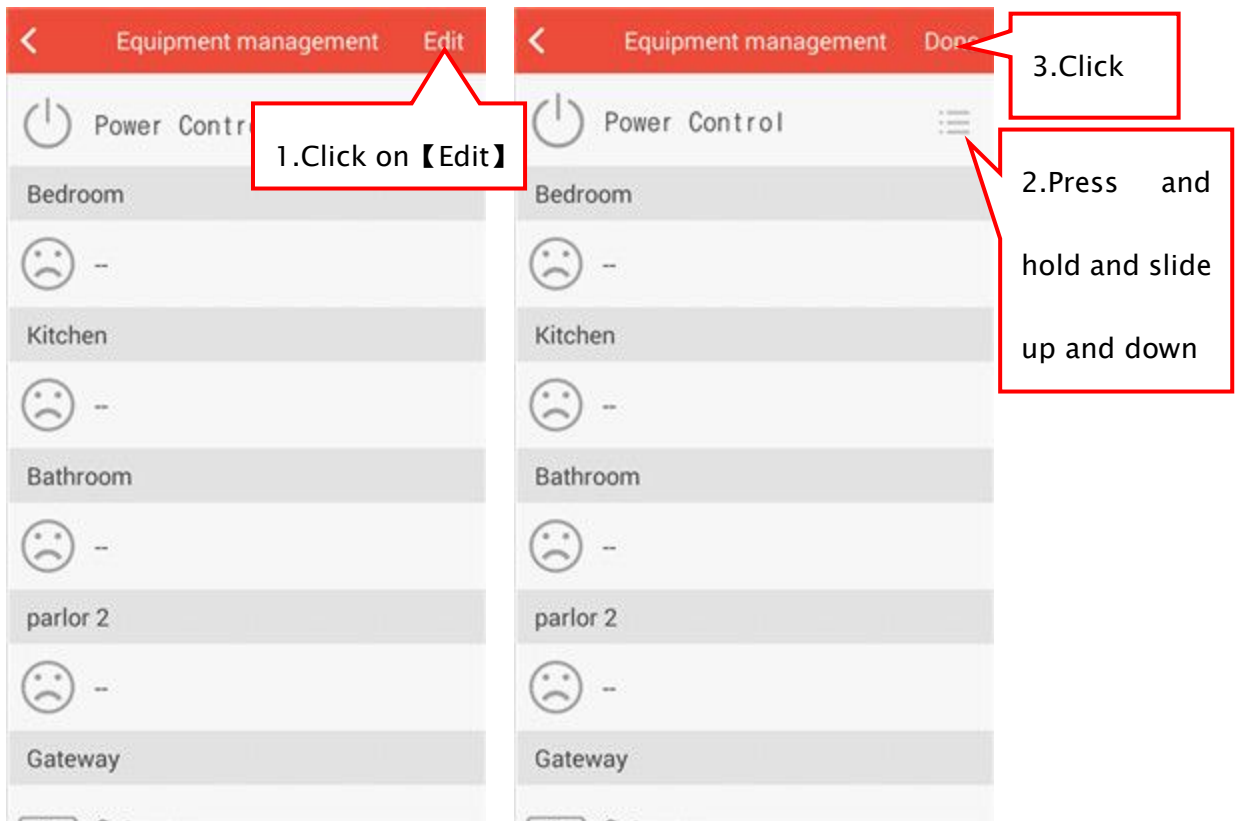 Equipment management Edit
Power Contr
1.Click on【Edit】
Bedroom
--
Kitchen
--
Bathroom
--
parlor 2
--
Gateway
Equipment management Done
3.Click
Power Control
2.Press and
hold and slide
up and down
Bedroom
--
Kitchen
--
Bathroom
--
parlor 2
--
Gateway